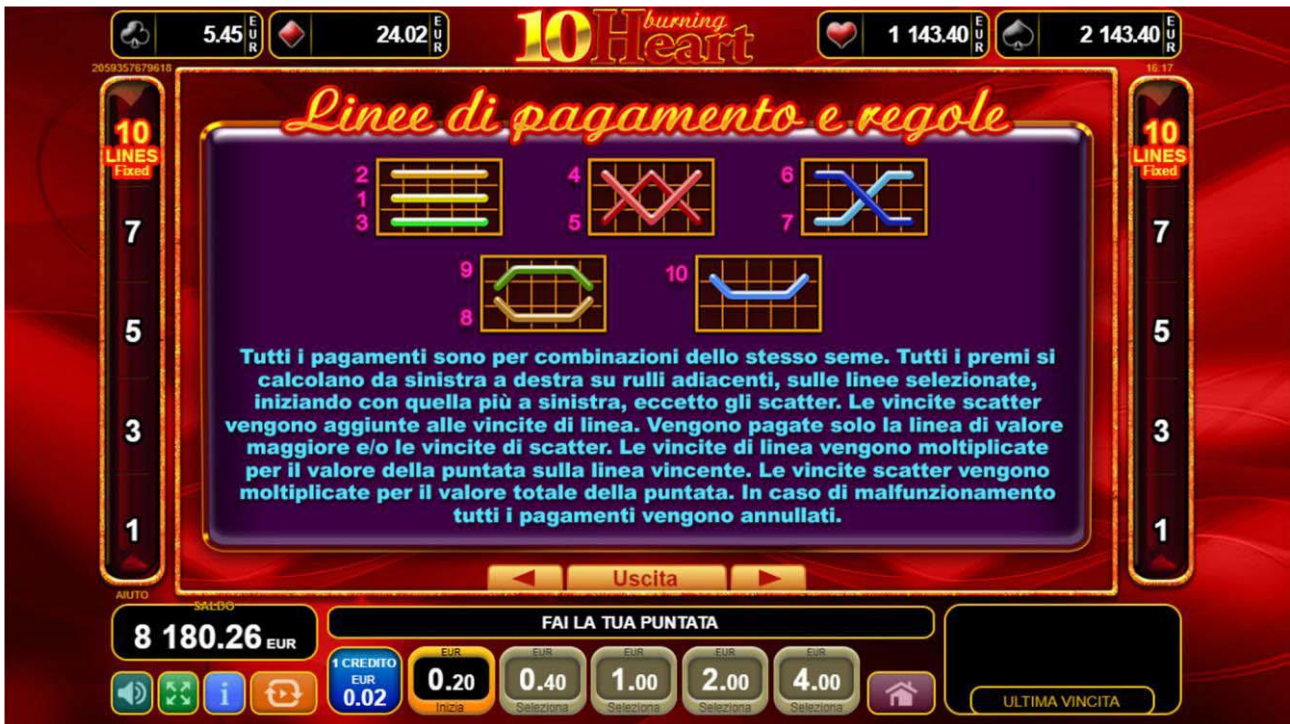 5.45 EUR
24.02 EUR
10 burning Heart
1 143.40 EUR
2 143.40 EUR
2059357679618
16:17
10
LINES
Fixed
7
5
3
1
10
LINES
Fixed
7
5
3
1
Linee di pagamento e regole
2
1
3
4
5
6
7
9
8
10
Tutti i pagamenti sono per combinazioni dello stesso seme. Tutti i premi si
calcolano da sinistra a destra su rulli adiacenti, sulle linee selezionate,
iniziando con quella più a sinistra, eccetto gli scatter. Le vincite scatter
vengono aggiunte alle vincite di linea. Vengono pagate solo la linea di valore
maggiore e/o le vincite di scatter. Le vincite di linea vengono moltiplicate
per il valore della puntata sulla linea vincente. Le vincite scatter vengono
moltiplicate per il valore totale della puntata. In caso di malfunzionamento
tutti i pagamenti vengono annullati.
Uscita
AIUTO
SALDO
8 180.26 EUR
FAI LA TUA PUNTATA
1 CREDITO
EUR
0.02
EUR
0.20
Inizia
EUR
0.40
Seleziona
EUR
1.00
Seleziona
EUR
2.00
Seleziona
EUR
4.00
Seleziona
ULTIMA VINCITA